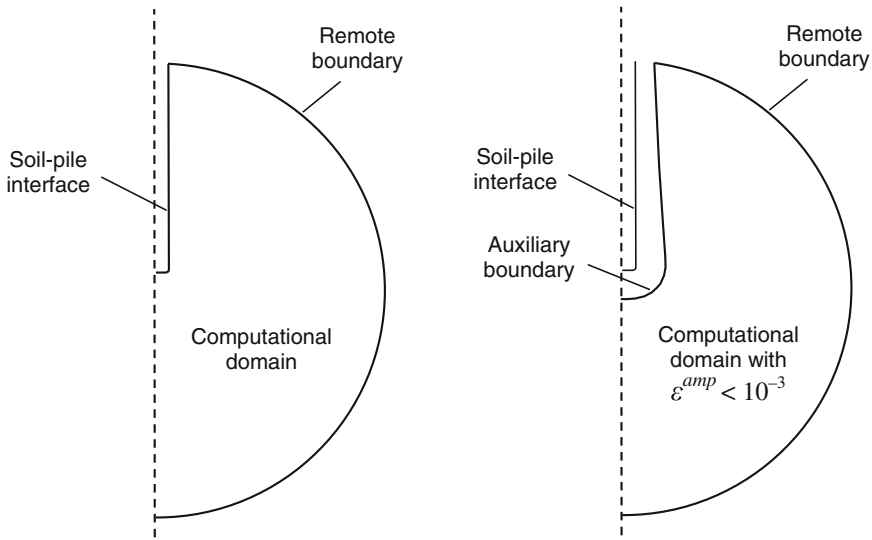 Remote
boundary
Soil-pile
interface
Computational
domain
Remote
boundary
Soil-pile
interface
Auxiliary
boundary
Computational
domain with
ε^amp < 10⁻³